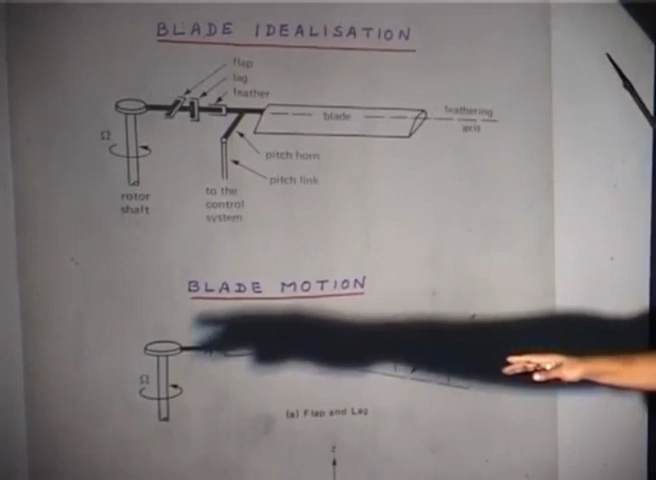 BLADE IDEALISATION
flap
lag
feather
blade
feathering
axis
Ω
pitch horn
pitch link
rotor
shaft
to the
control
system
BLADE MOTION
Ω
(a) Flap and Lag
z